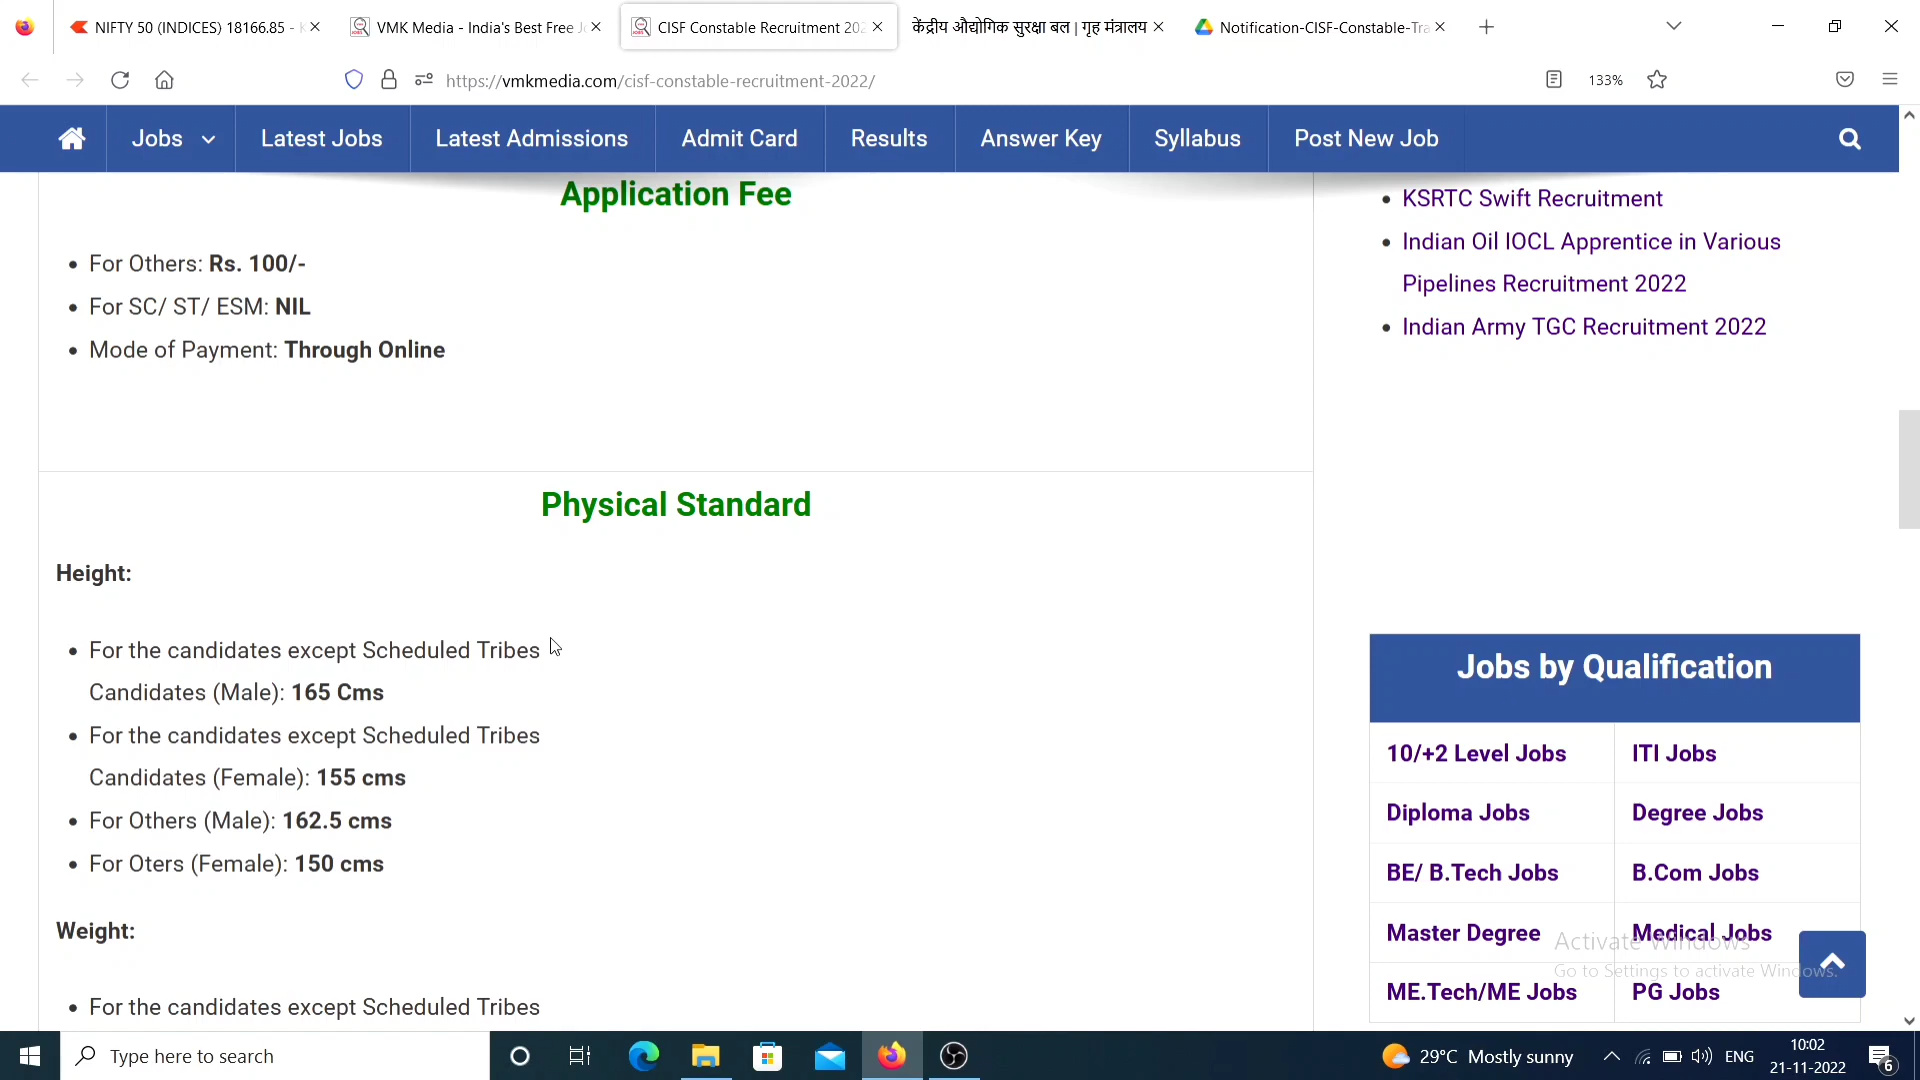 NIFTY 50 (INDICES) 18166.85 -
VMK Media - India's Best Free
CISF Constable Recruitment 202
केंद्रीय औद्योगिक सुरक्षा बल | गृह मंत्रालय
Notification-CISF-Constable-Tra
https://vmkmedia.com/cisf-constable-recruitment-2022/
133%
Jobs
Latest Jobs
Latest Admissions
Admit Card
Results
Answer Key
Syllabus
Post New Job
Application Fee
For Others: Rs. 100/-
For SC/ ST/ ESM: NIL
Mode of Payment: Through Online
Physical Standard
Height:
For the candidates except Scheduled Tribes
Candidates (Male): 165 Cms
For the candidates except Scheduled Tribes
Candidates (Female): 155 cms
For Others (Male): 162.5 cms
For Oters (Female): 150 cms
Weight:
For the candidates except Scheduled Tribes
KSRTC Swift Recruitment
Indian Oil IOCL Apprentice in Various
Pipelines Recruitment 2022
Indian Army TGC Recruitment 2022
Jobs by Qualification
10/+2 Level Jobs
ITI Jobs
Diploma Jobs
Degree Jobs
BE/ B.Tech Jobs
B.Com Jobs
Master Degree
Medical Jobs
ME.Tech/ME Jobs
PG Jobs
Activate Windows
Go to Settings to activate Windows.
Type here to search
29°C Mostly sunny
ENG
10:02
21-11-2022
6